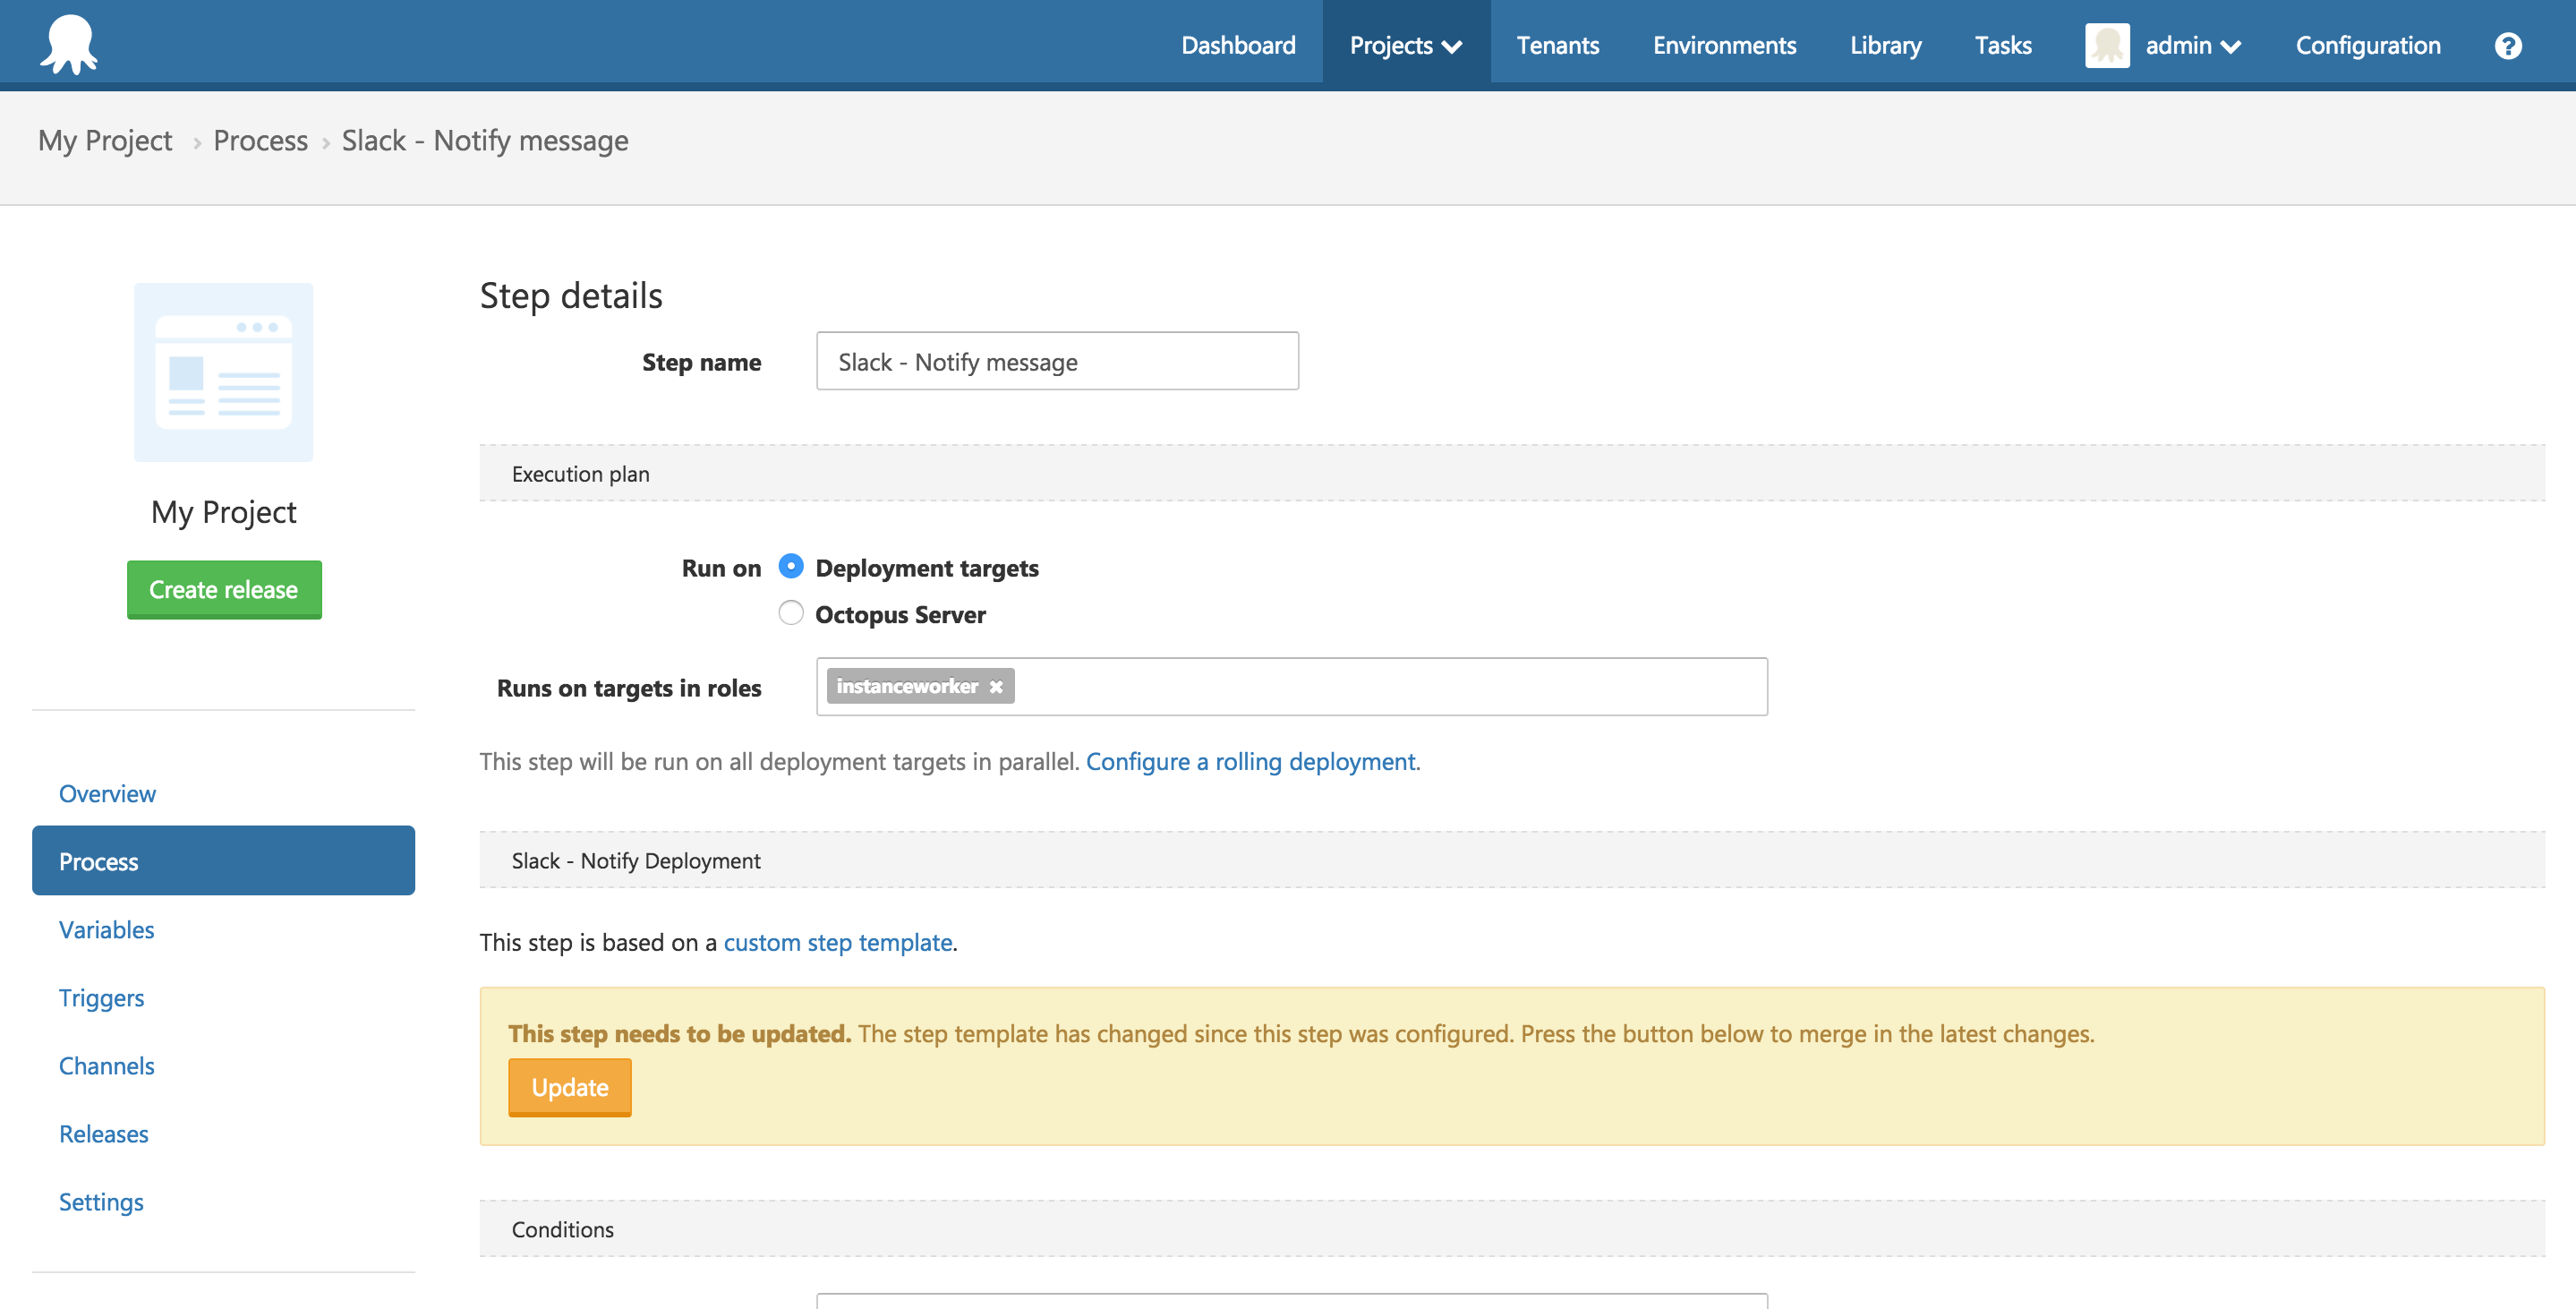 Dashboard Projects Tenants Environments Library Tasks admin Configuration ?
My Project › Process › Slack - Notify message
My Project
Create release
Overview
Process
Variables
Triggers
Channels
Releases
Settings
Step details
Step name Slack - Notify message
Execution plan
Run on Deployment targets
Octopus Server
Runs on targets in roles instanceworker ×
This step will be run on all deployment targets in parallel. Configure a rolling deployment.
Slack - Notify Deployment
This step is based on a custom step template.
This step needs to be updated. The step template has changed since this step was configured. Press the button below to merge in the latest changes.
Update
Conditions